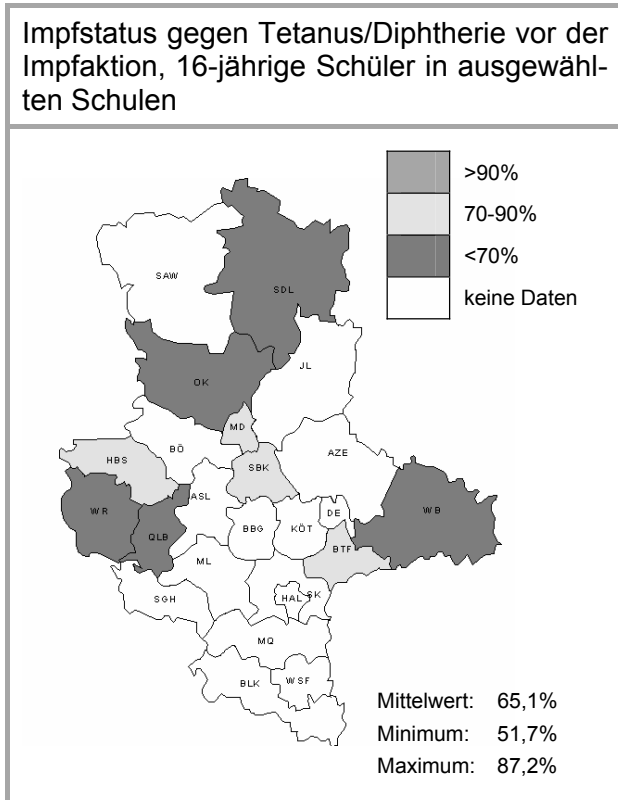 Impfstatus gegen Tetanus/Diphtherie vor der
Impfaktion, 16-jährige Schüler in ausgewähl-
ten Schulen
>90%
70-90%
<70%
keine Daten
SAW
SDL
OK
JL
MD
BÖ
HBS
SBK
AZE
WR
QLB
ASL
BBG
KÖT
DE
WB
BTF
ML
SGH
HAL
SK
MQ
BLK
WSF
Mittelwert: 65,1%
Minimum: 51,7%
Maximum: 87,2%